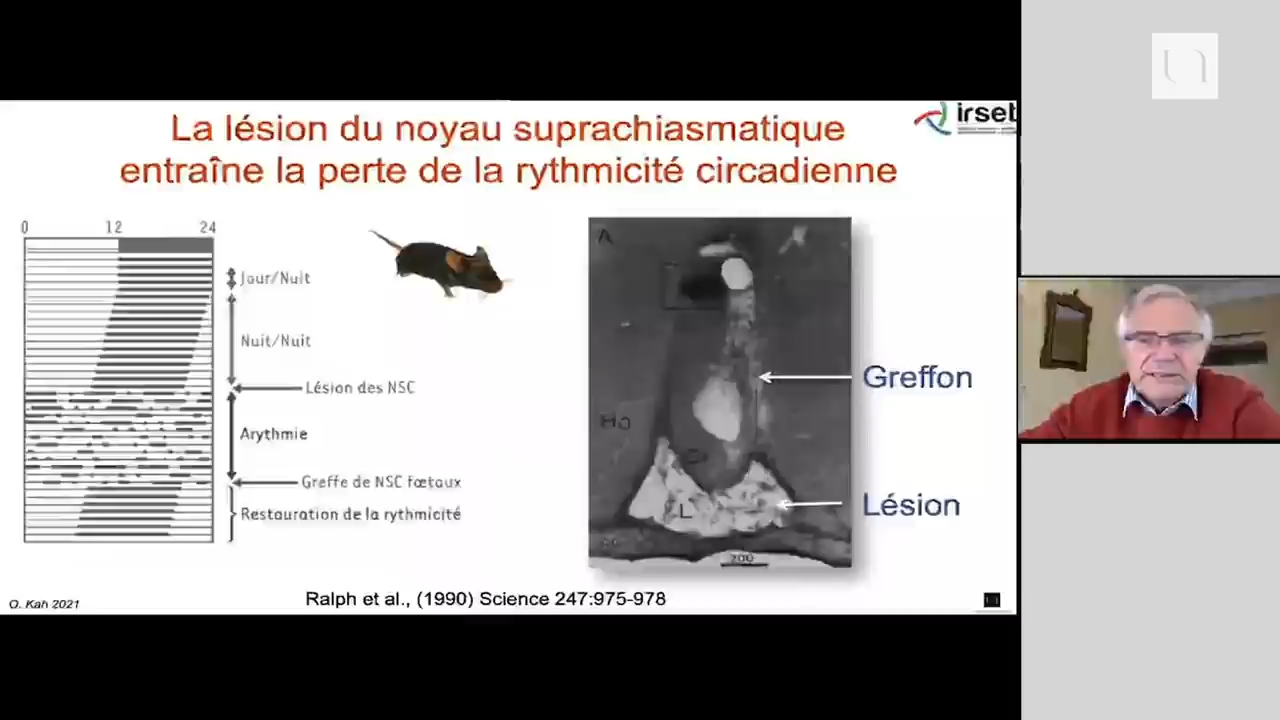 La lésion du noyau suprachiasmatique
entraîne la perte de la rythmicité circadienne
irset
0 12 24
Jour/Nuit
Nuit/Nuit
Lésion des NSC
Arythmie
Greffe de NSC fœtaux
Restauration de la rythmicité
A
Greffon
L
Lésion
200
Ralph et al., (1990) Science 247:975-978
O. Kah 2021